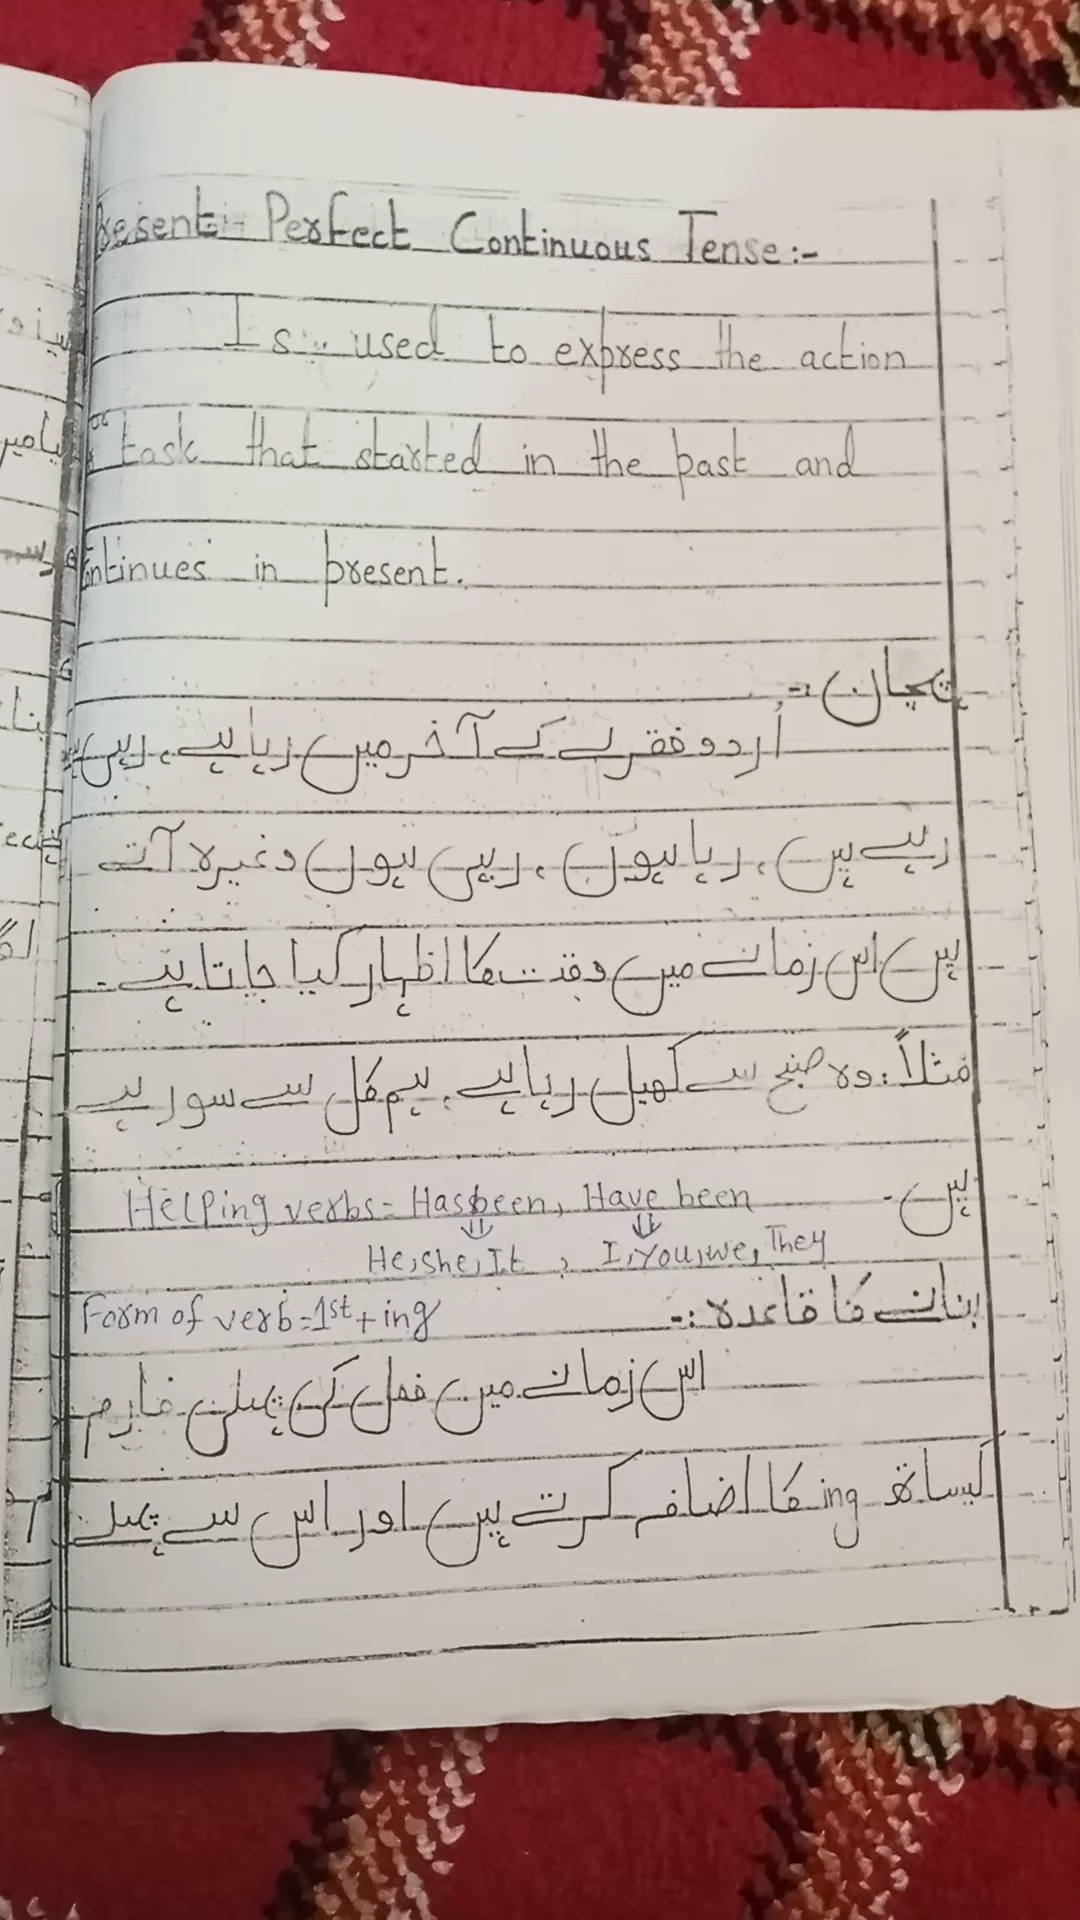 Present:- Perfect Continuous Tense:-
Is used to express the action
or task that started in the past and
continues in present.
پہچان :-
اُردو فقرے کے آخر میں رہا ہے، رہی ہے
رہے ہیں، رہا ہوں، رہی ہوں وغیرہ آتے
ہیں اس زمانے میں وقت کا اظہار کیا جاتا ہے -
مثلاً: وہ صبح سے کھیل رہا ہے، ہم کل سے سو رہے
ہیں -
Helping verbs = Has been, Have been
⇓ ⇓
He, she, It , I, You, we, They
بنانے کا قاعدہ :-
Form of verb = 1st + ing
اس زمانے میں فعل کی پہلی فارم
کیساتھ ing کا اضافہ کرتے ہیں اور اس سے پہلے